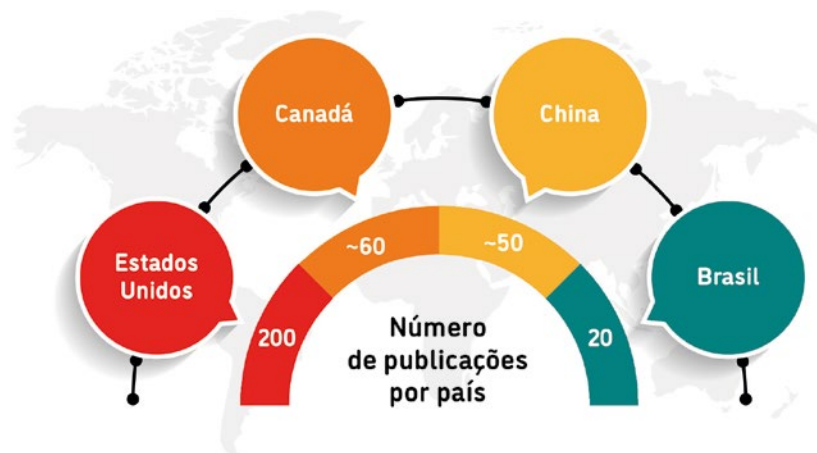 Canadá
China
Estados
Unidos
Brasil
~60
~50
200
20
Número
de publicações
por país